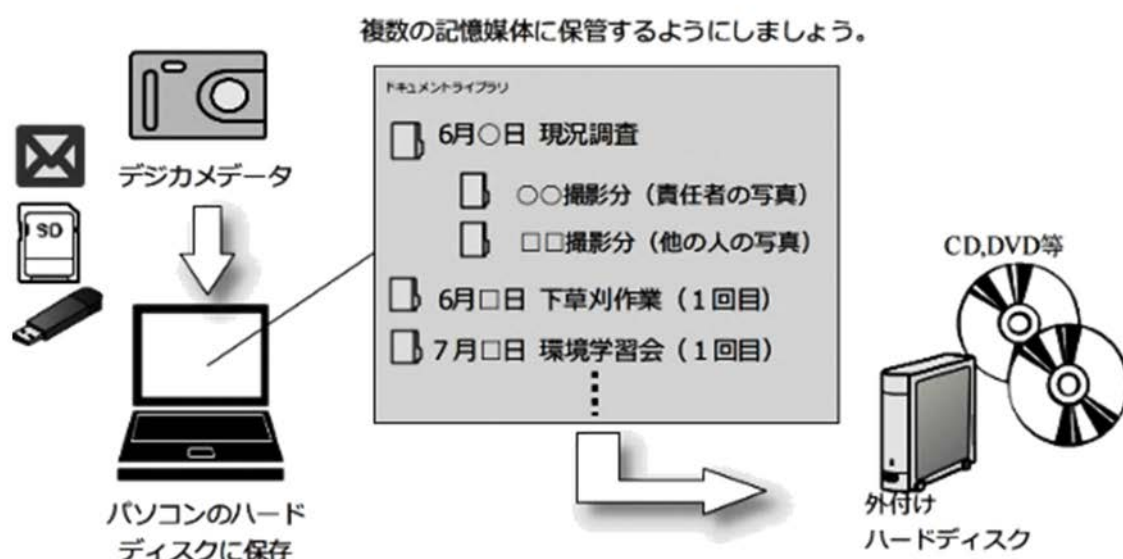 複数の記憶媒体に保管するようにしましょう。
デジカメデータ
SD
パソコンのハード
ディスクに保存
ドキュメントライブラリ
6月○日 現況調査
○○撮影分（責任者の写真）
□□撮影分（他の人の写真）
6月□日 下草刈作業（1回目）
7月□日 環境学習会（1回目）
CD,DVD等
外付け
ハードディスク